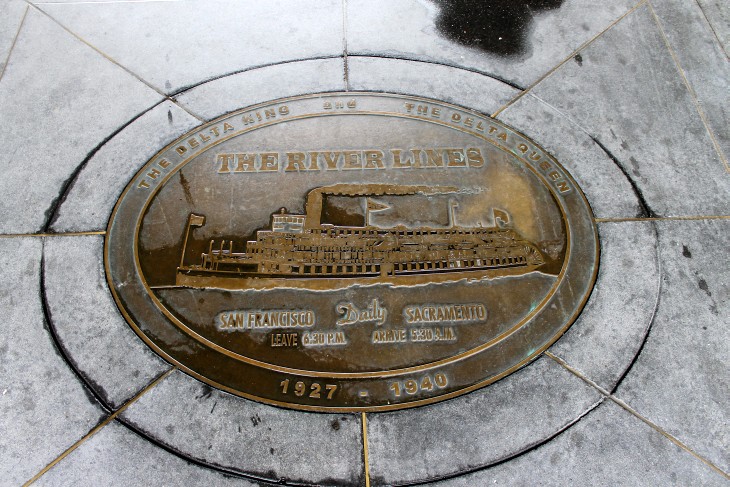 THE DELTA KING and THE DELTA QUEEN
THE RIVER LINES
SAN FRANCISCO Daily SACRAMENTO
LEAVE 6:30 P.M. ARRIVE 5:30 A.M.
1927 - 1940